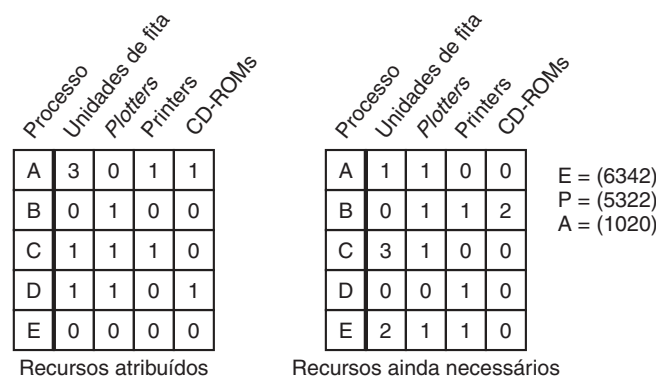 Processo Unidades de fita Plotters Printers CD-ROMs
A 3 0 1 1
B 0 1 0 0
C 1 1 1 0
D 1 1 0 1
E 0 0 0 0
Recursos atribuídos
Processo Unidades de fita Plotters Printers CD-ROMs
A 1 1 0 0
B 0 1 1 2
C 3 1 0 0
D 0 0 1 0
E 2 1 1 0
Recursos ainda necessários
E = (6342)
P = (5322)
A = (1020)